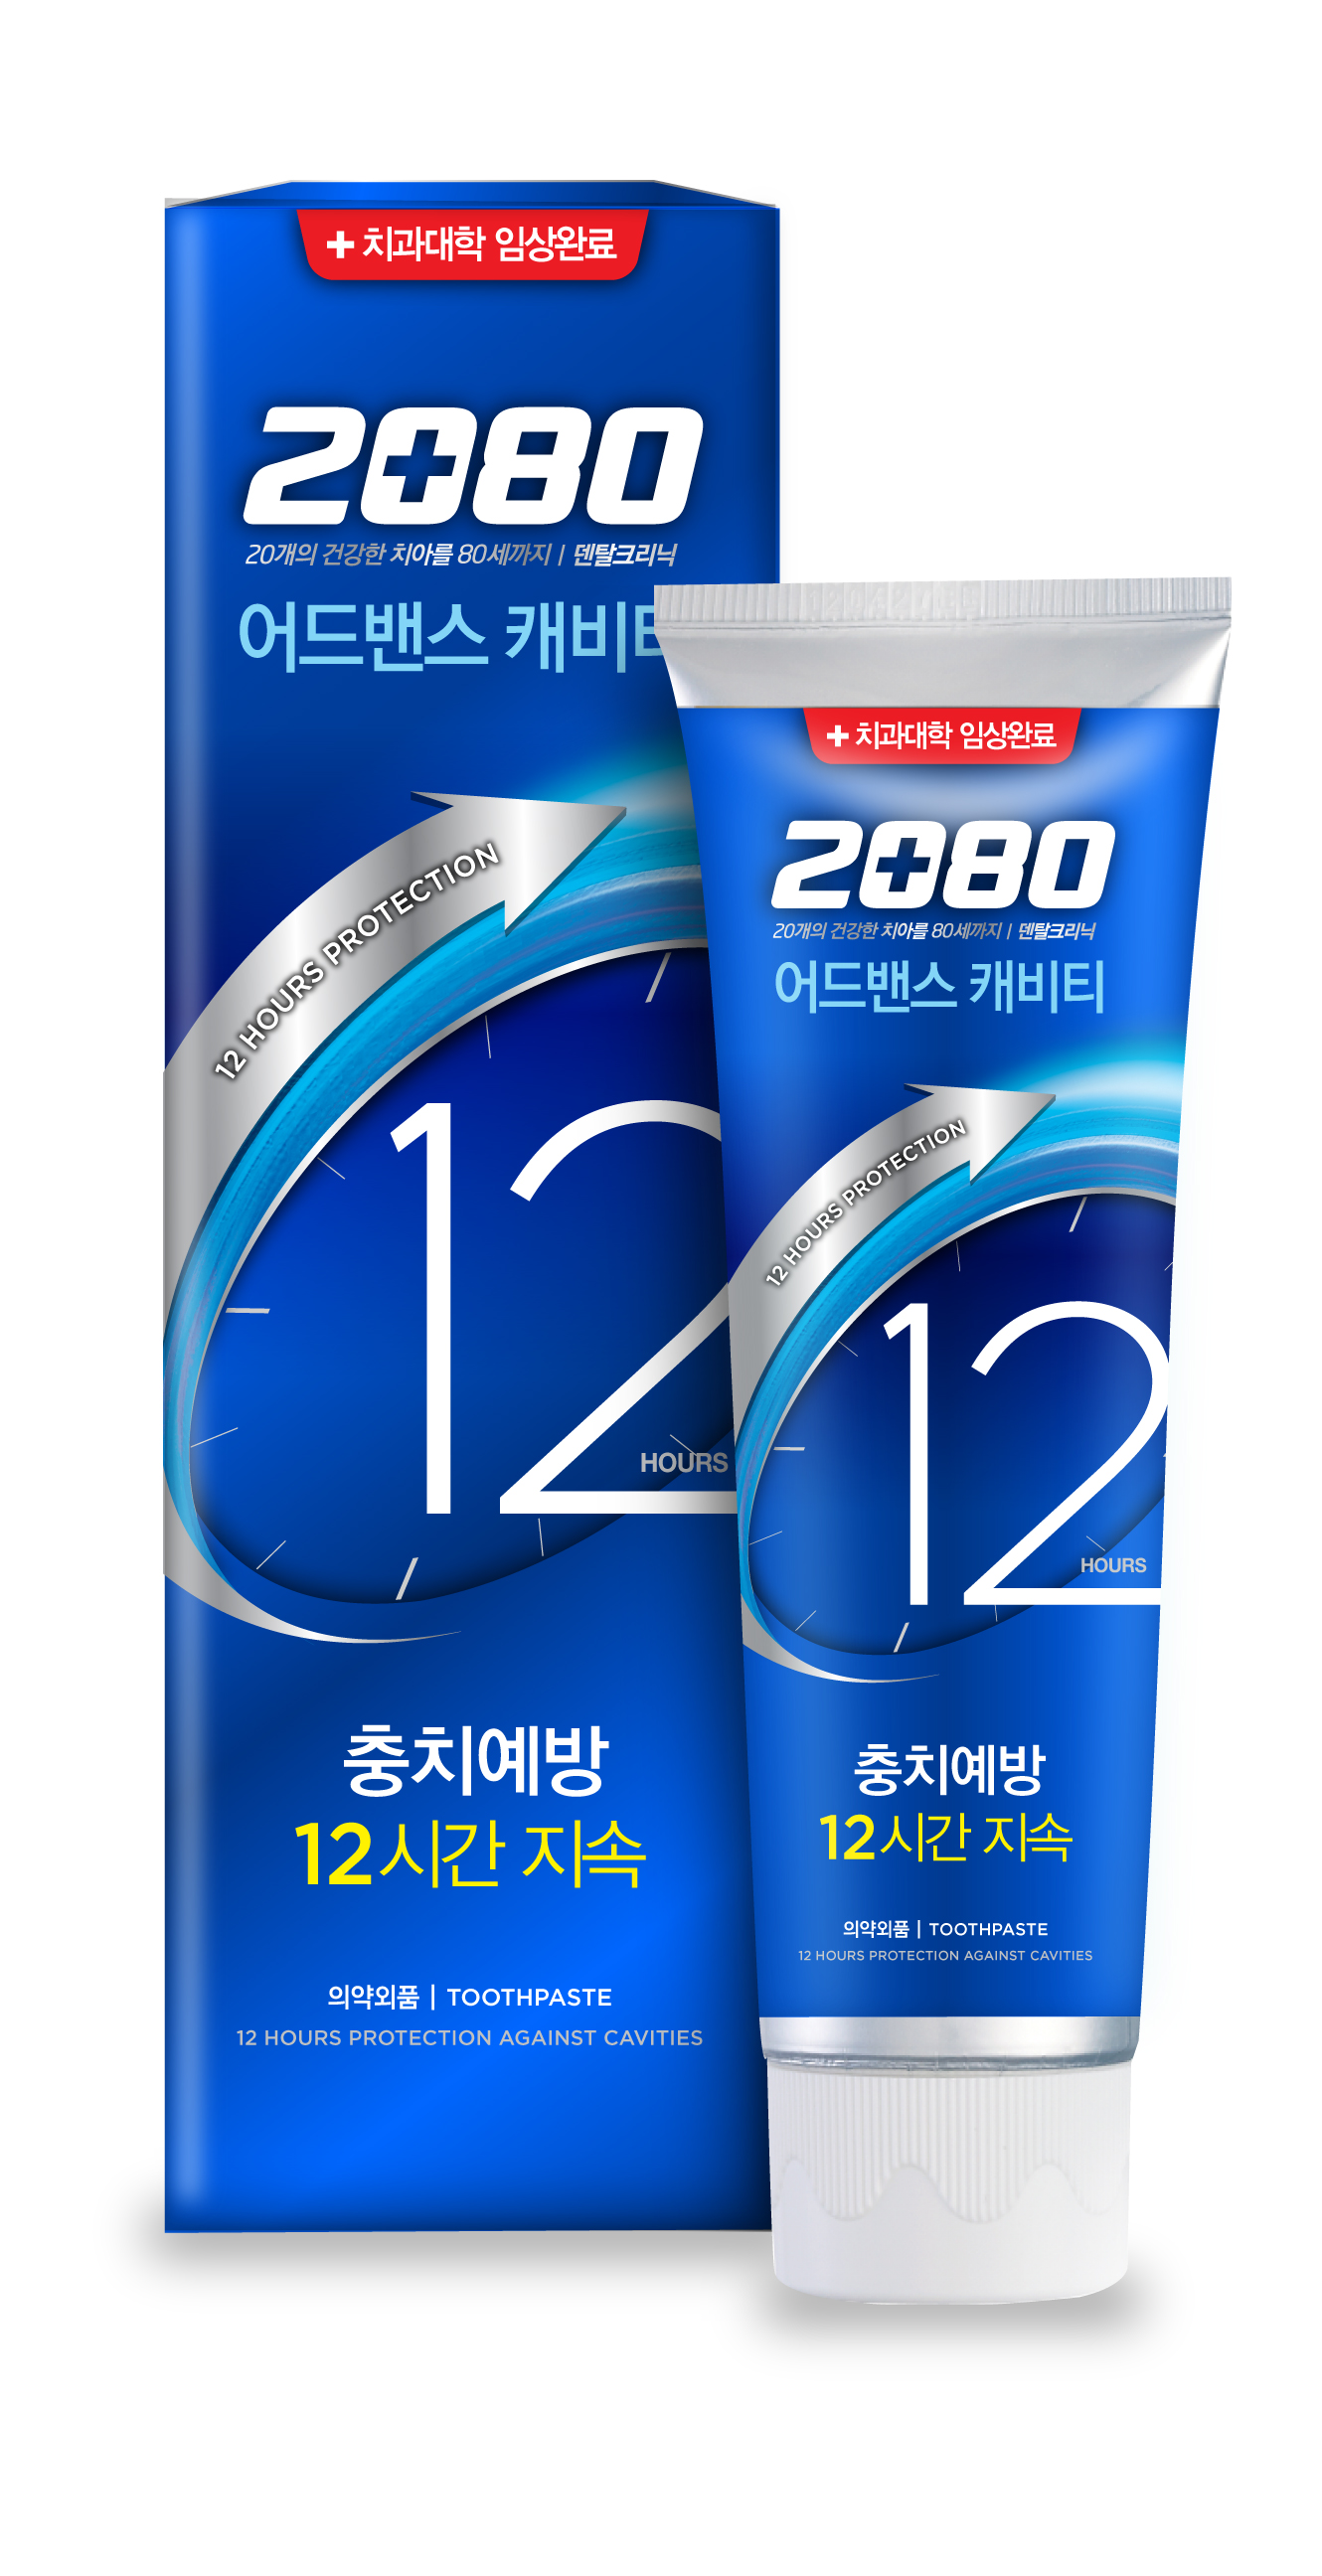 + 치과대학 임상완료
2080
20개의 건강한 치아를 80세까지 | 덴탈크리닉
어드밴스 캐비티
12 HOURS PROTECTION
12
HOURS
충치예방
12시간 지속
의약외품 | TOOTHPASTE
12 HOURS PROTECTION AGAINST CAVITIES
+ 치과대학 임상완료
2080
20개의 건강한 치아를 80세까지 | 덴탈크리닉
어드밴스 캐비티
12 HOURS PROTECTION
12
HOURS
충치예방
12시간 지속
의약외품 | TOOTHPASTE
12 HOURS PROTECTION AGAINST CAVITIES